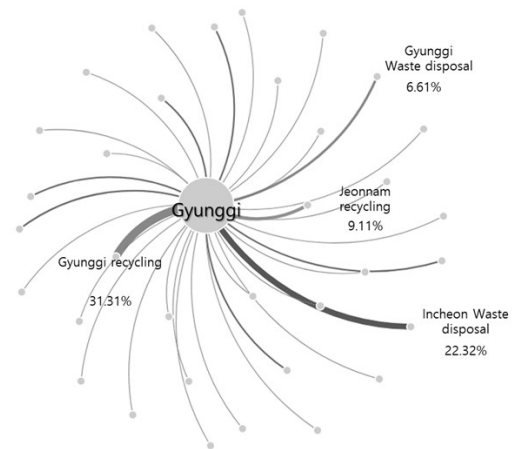 Gyunggi
Waste disposal
6.61%
Jeonnam
recycling
9.11%
Gyunggi
Gyunggi recycling
31.31%
Incheon Waste
disposal
22.32%